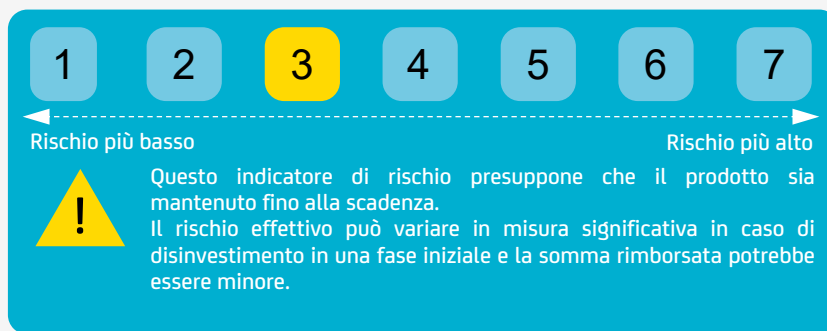 1 2 3 4 5 6 7
Rischio più basso Rischio più alto
!
Questo indicatore di rischio presuppone che il prodotto sia
mantenuto fino alla scadenza.
Il rischio effettivo può variare in misura significativa in caso di
disinvestimento in una fase iniziale e la somma rimborsata potrebbe
essere minore.